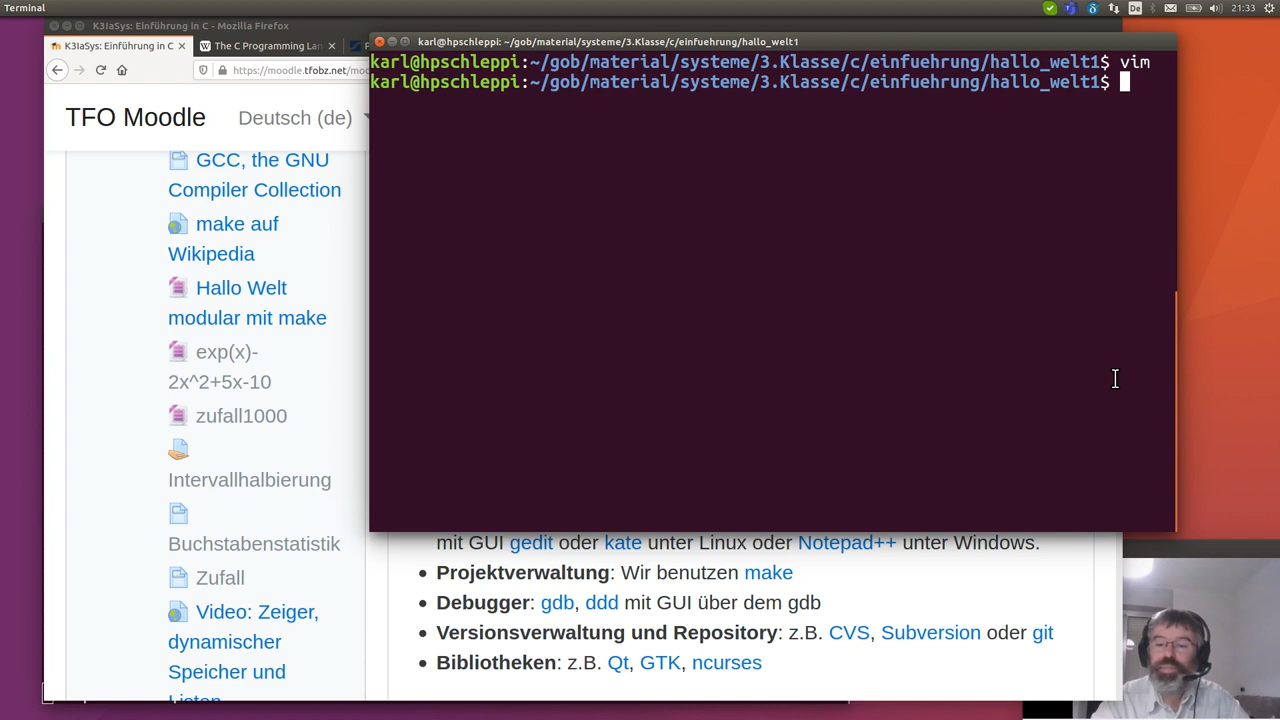 Terminal
De
21:33
K3IaSys: Einführung in C - Mozilla Firefox
K3IaSys: Einführung in C
The C Programming Lan
karl@hpschleppi: ~/gob/material/systeme/3.Klasse/c/einfuehrung/hallo_welt1
https://moodle.tfobz.net/moo
karl@hpschleppi:~/gob/material/systeme/3.Klasse/c/einfuehrung/hallo_welt1$ vim
karl@hpschleppi:~/gob/material/systeme/3.Klasse/c/einfuehrung/hallo_welt1$
TFO Moodle
Deutsch (de)
GCC, the GNU
Compiler Collection
make auf
Wikipedia
Hallo Welt
modular mit make
exp(x)-
2x^2+5x-10
zufall1000
Intervallhalbierung
Buchstabenstatistik
Zufall
Video: Zeiger,
dynamischer
Speicher und
Listen
mit GUI gedit oder kate unter Linux oder Notepad++ unter Windows.
• Projektverwaltung: Wir benutzen make
• Debugger: gdb, ddd mit GUI über dem gdb
• Versionsverwaltung und Repository: z.B. CVS, Subversion oder git
• Bibliotheken: z.B. Qt, GTK, ncurses